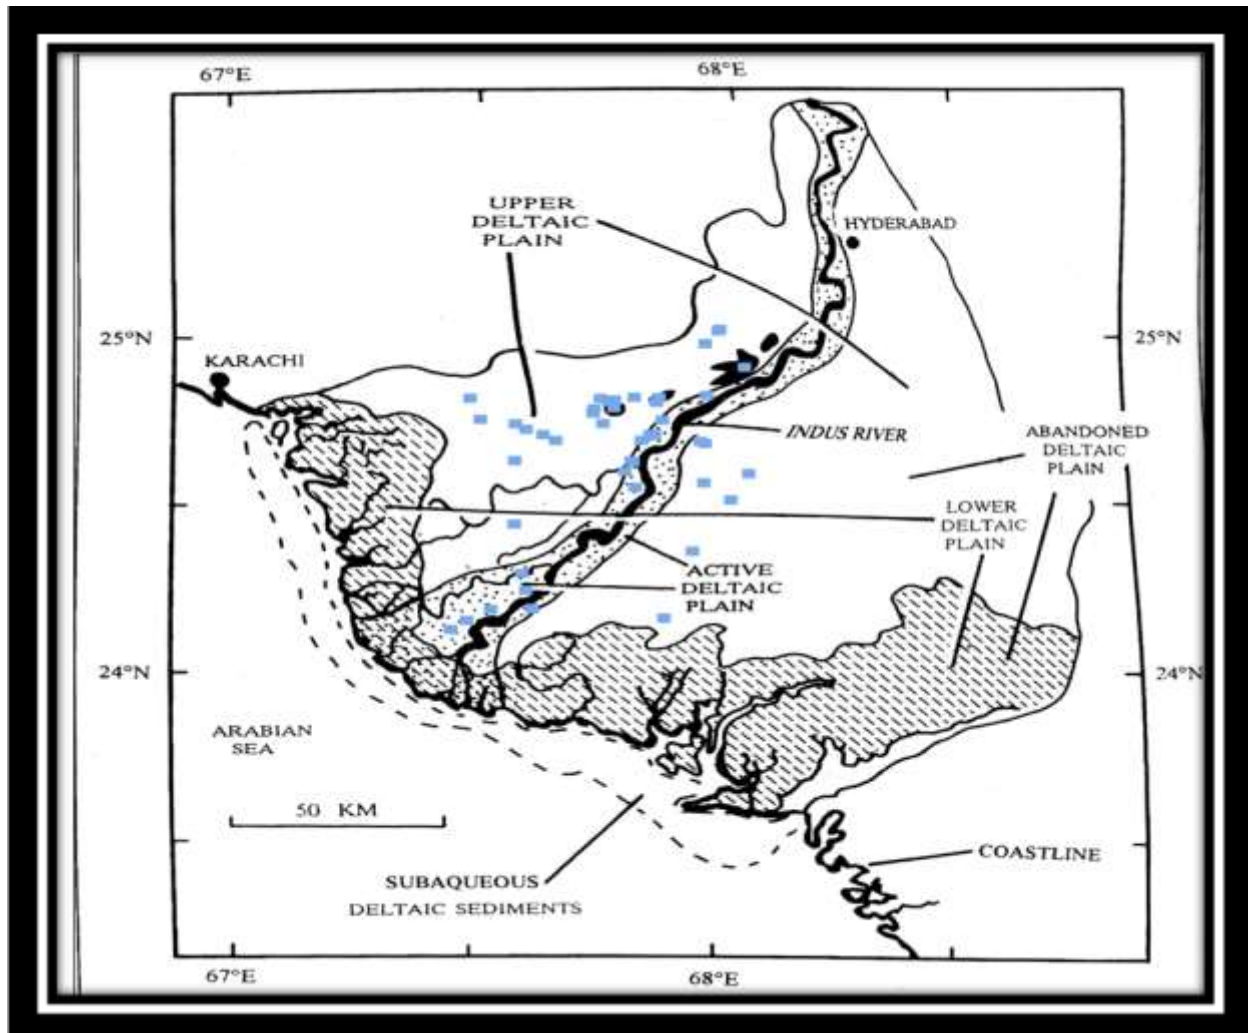 67°E
68°E
UPPER
DELTAIC
PLAIN
HYDERABAD
25°N
25°N
KARACHI
INDUS RIVER
ABANDONED
DELTAIC
PLAIN
LOWER
DELTAIC
PLAIN
ACTIVE
DELTAIC
PLAIN
24°N
24°N
ARABIAN
SEA
50 KM
COASTLINE
SUBAQUEOUS
DELTAIC SEDIMENTS
67°E
68°E